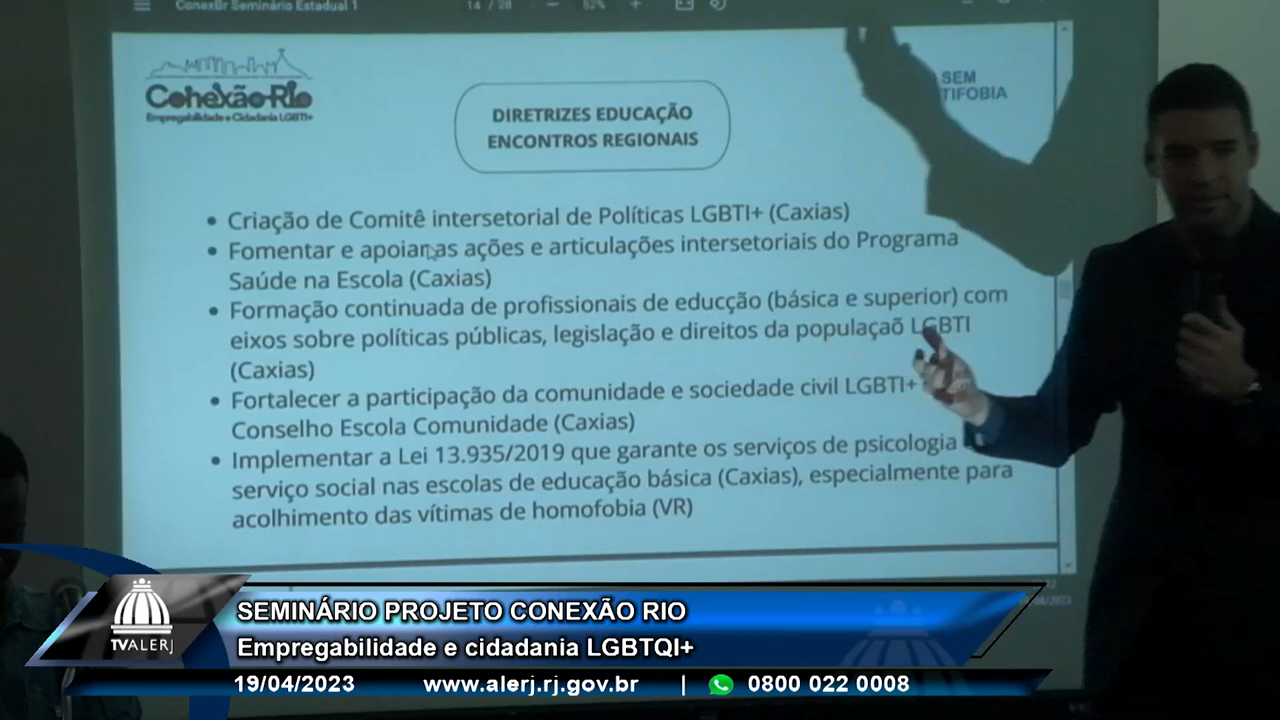 ConexBr Seminário Estadual 1
14 / 28
52%
Conexão Rio
Empregabilidade e Cidadania LGBTI+
DIRETRIZES EDUCAÇÃO
ENCONTROS REGIONAIS
SEM
TIFOBIA
• Criação de Comitê intersetorial de Políticas LGBTI+ (Caxias)
• Fomentar e apoiar as ações e articulações intersetoriais do Programa
Saúde na Escola (Caxias)
• Formação continuada de profissionais de educção (básica e superior) com
eixos sobre políticas públicas, legislação e direitos da populaçaõ LGBTI
(Caxias)
• Fortalecer a participação da comunidade e sociedade civil LGBTI+
Conselho Escola Comunidade (Caxias)
• Implementar a Lei 13.935/2019 que garante os serviços de psicologia
serviço social nas escolas de educação básica (Caxias), especialmente para
acolhimento das vítimas de homofobia (VR)
TVALERJ
SEMINÁRIO PROJETO CONEXÃO RIO
Empregabilidade e cidadania LGBTQI+
19/04/2023 www.alerj.rj.gov.br | 0800 022 0008